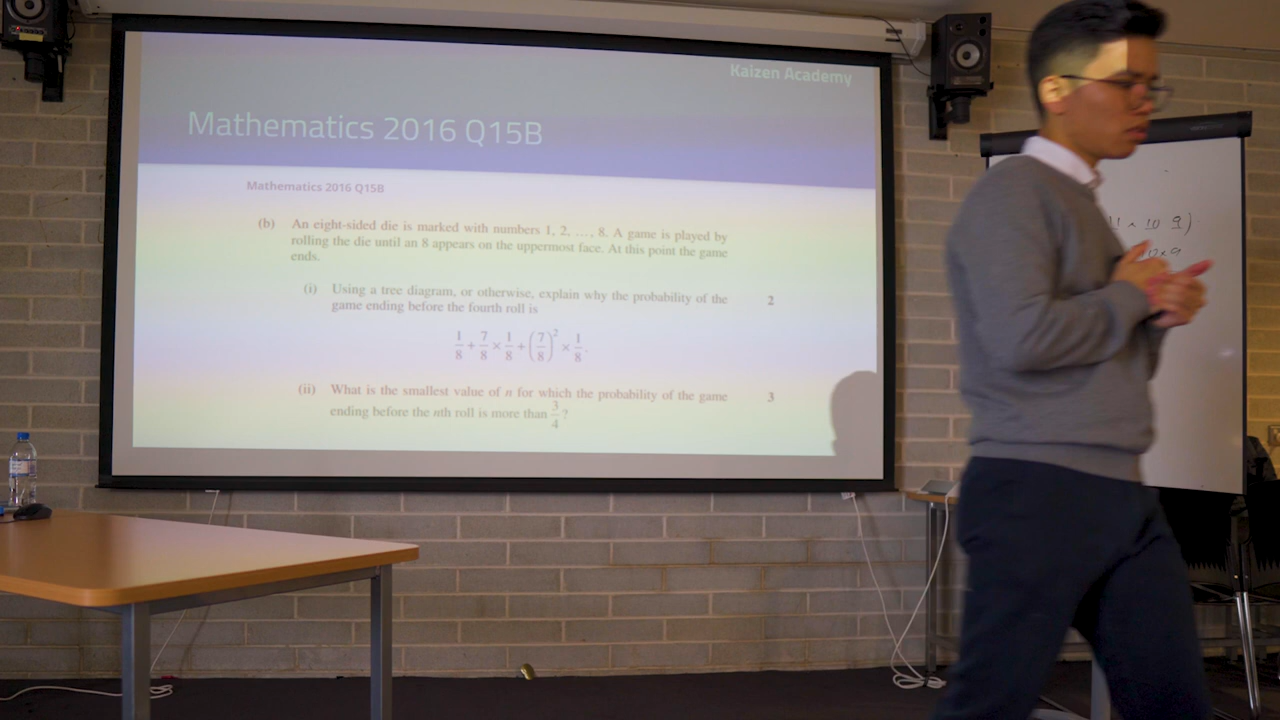 Kaizen Academy
Mathematics 2016 Q15B
Mathematics 2016 Q15B
(b) An eight-sided die is marked with numbers 1, 2, ... , 8. A game is played by
rolling the die until an 8 appears on the uppermost face. At this point the game
ends.
(i) Using a tree diagram, or otherwise, explain why the probability of the 2
game ending before the fourth roll is
1/8 + 7/8 × 1/8 + (7/8)² × 1/8.
(ii) What is the smallest value of n for which the probability of the game 3
ending before the nth roll is more than 3/4?
× 10 9)